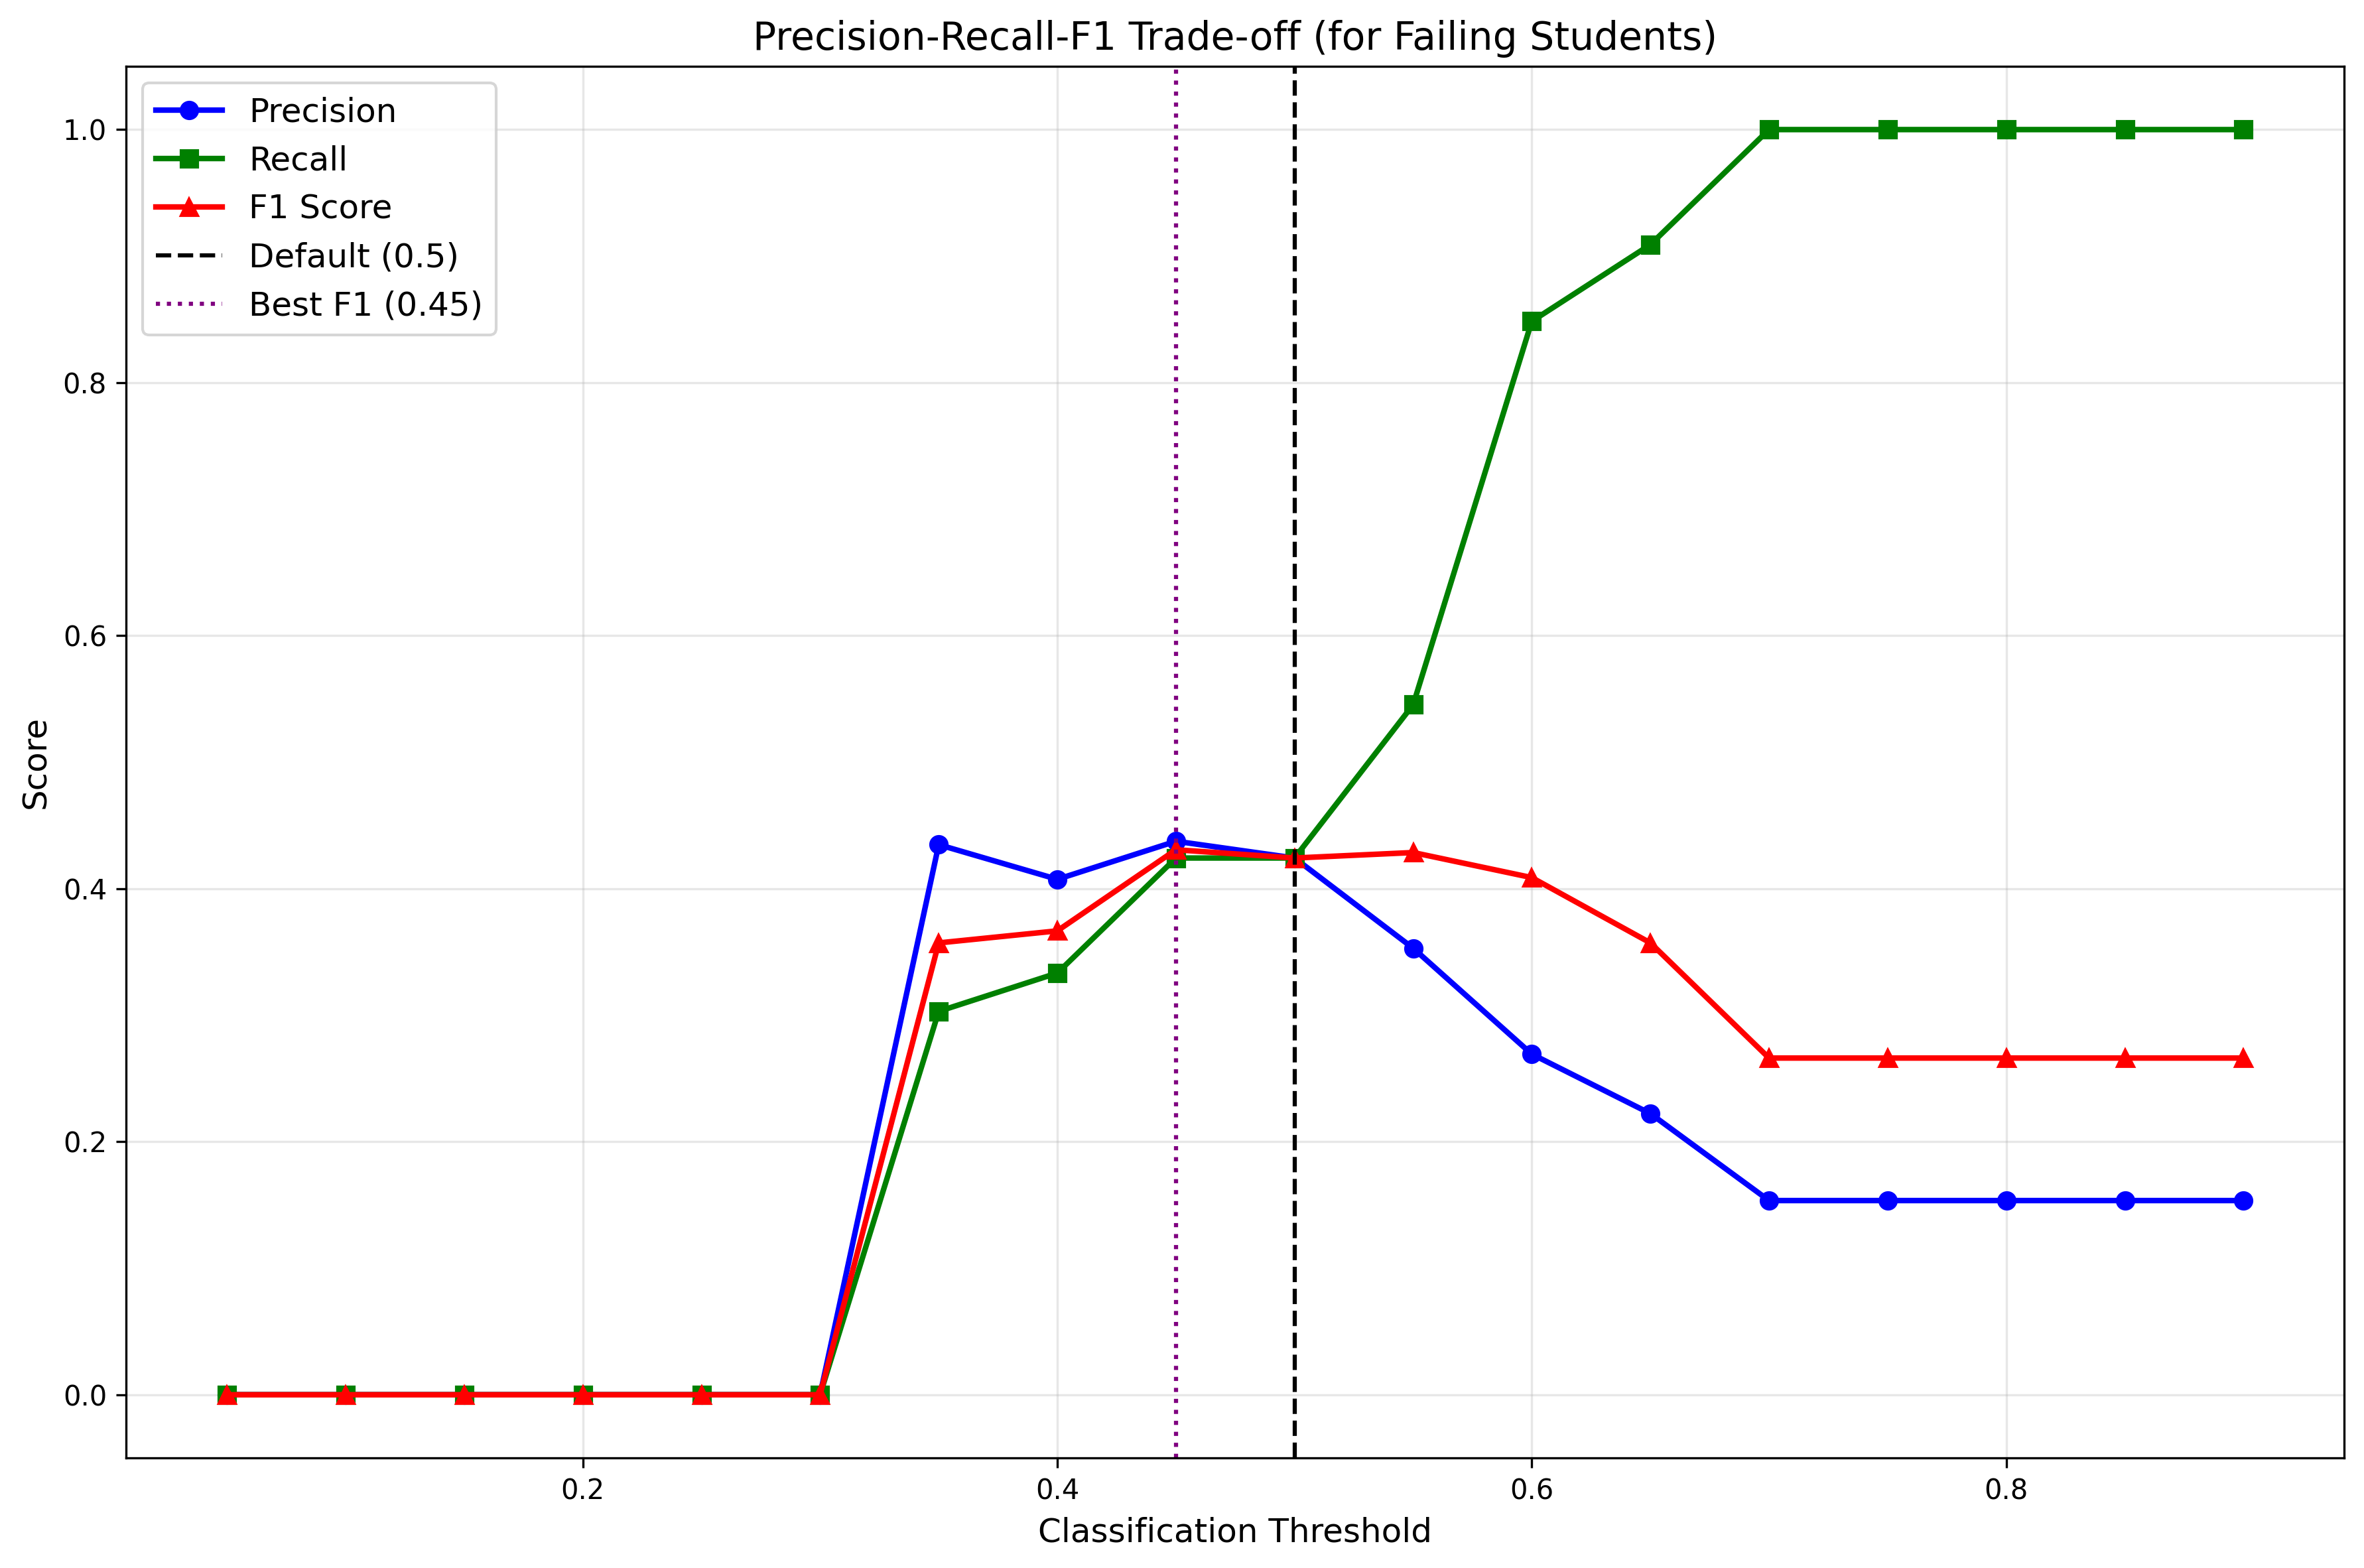 Precision-Recall-F1 Trade-off (for Failing Students)
Precision
Recall
F1 Score
Default (0.5)
Best F1 (0.45)
1.0
0.8
0.6
0.4
0.2
0.0
Score
0.2
0.4
0.6
0.8
Classification Threshold